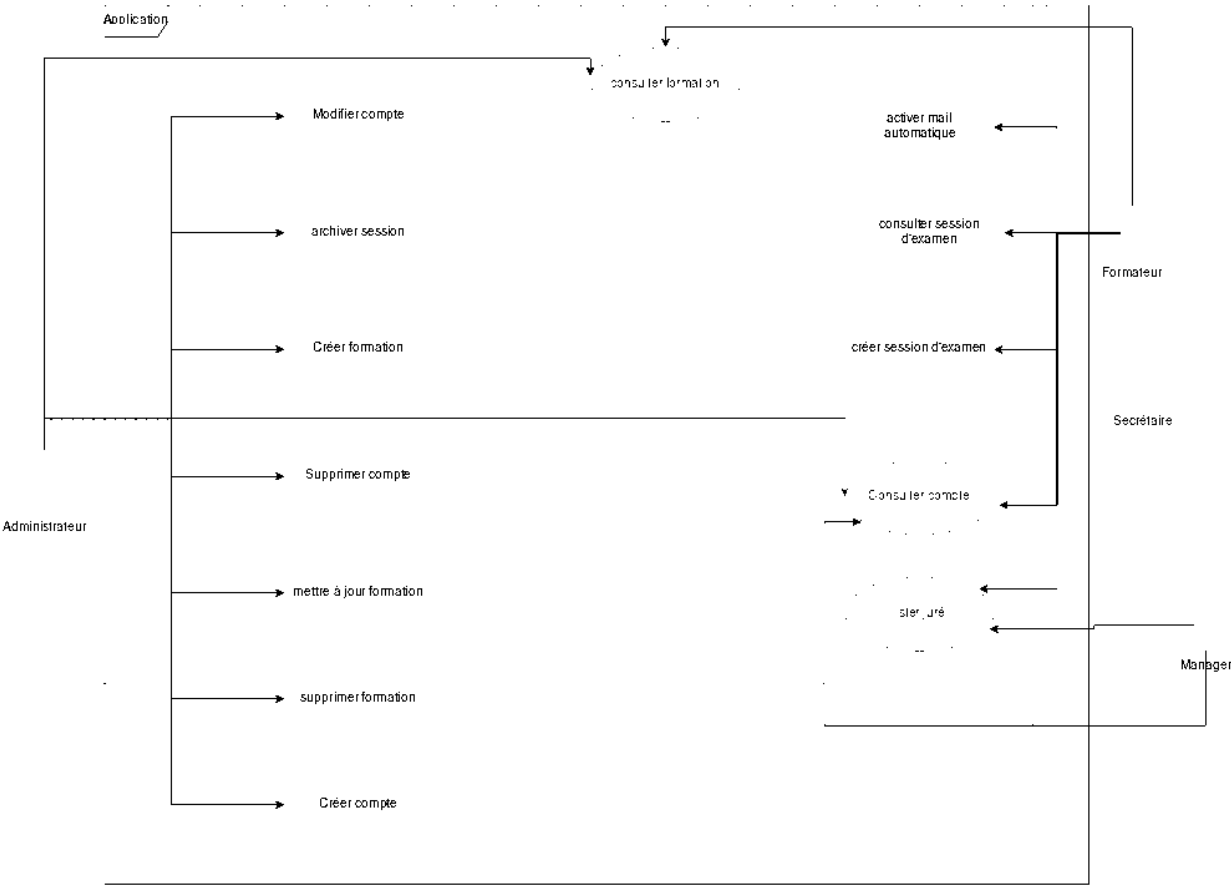 Application
consulter formation
Modifier compte
activer mail
automatique
archiver session
consulter session
d'examen
Formateur
Créer formation
créer session d'examen
Secrétaire
Supprimer compte
Consulter compte
Administrateur
mettre à jour formation
juré
Manager
supprimer formation
Créer compte